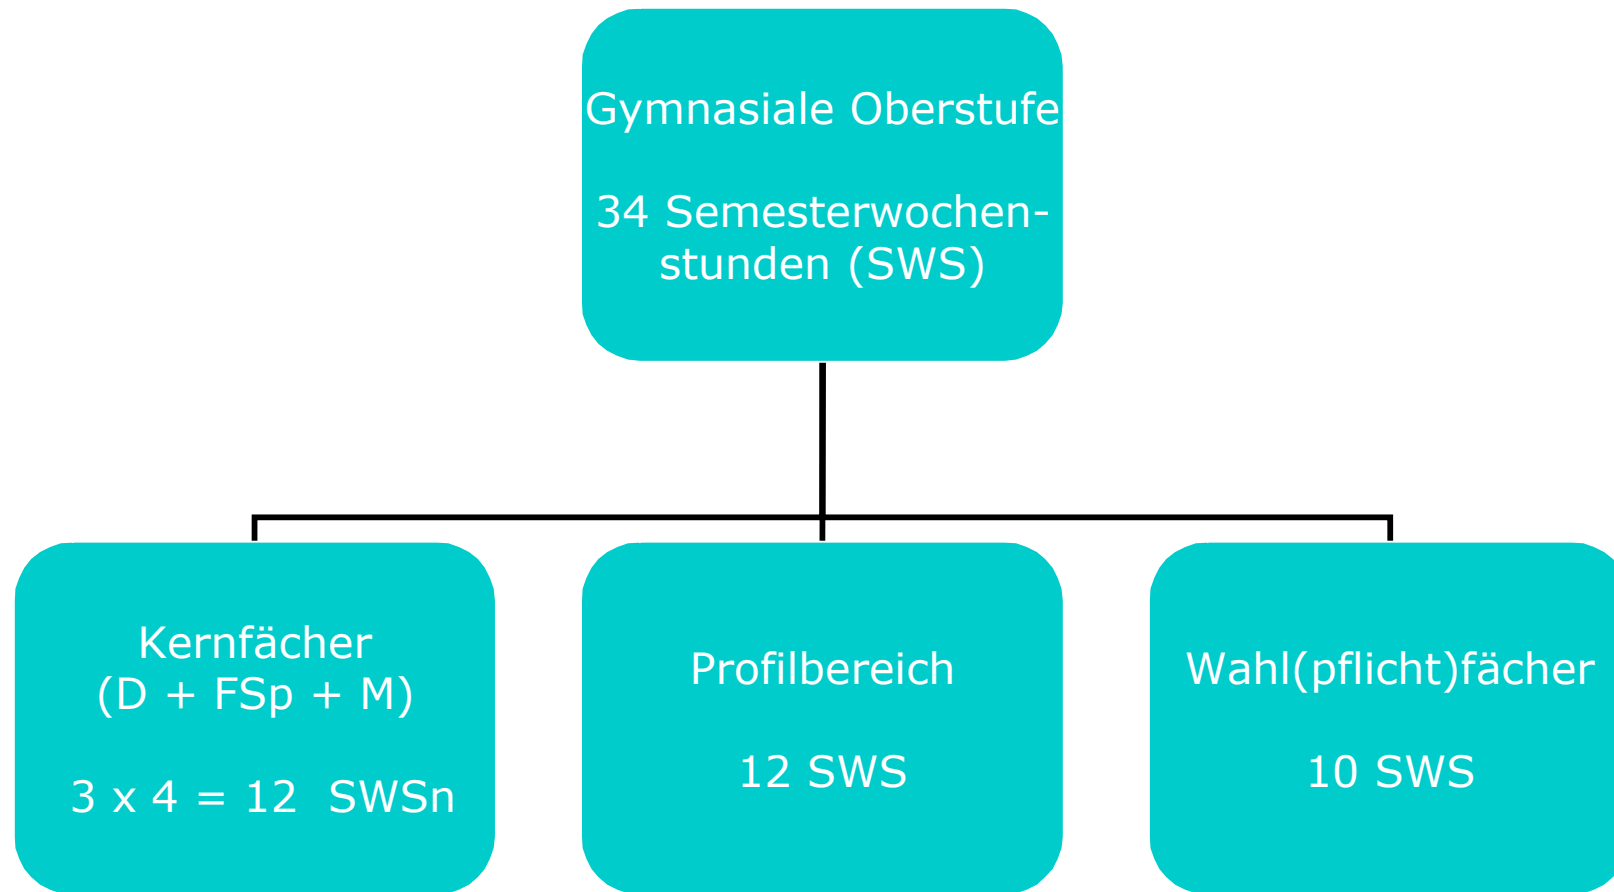 Gymnasiale Oberstufe
34 Semesterwochen-
stunden (SWS)
Kernfächer
(D + FSp + M)
3 x 4 = 12 SWSn
Profilbereich
12 SWS
Wahl(pflicht)fächer
10 SWS